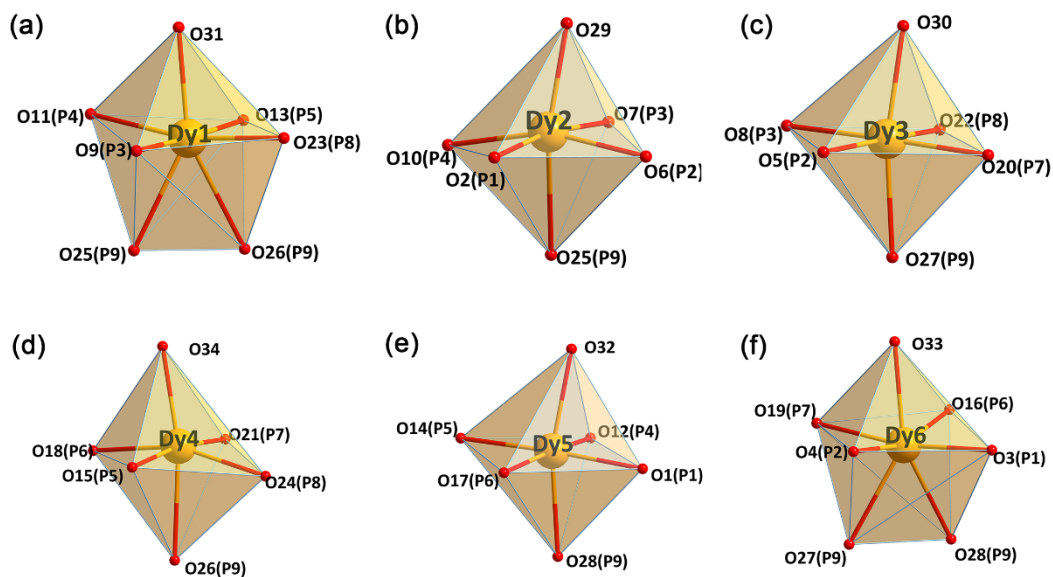 (a)
O31
O11(P4)
O13(P5)
Dy1
O9(P3)
O23(P8)
O25(P9)
O26(P9)
(b)
O29
O7(P3)
Dy2
O10(P4)
O2(P1)
O6(P2)
O25(P9)
(c)
O30
O8(P3)
O22(P8)
Dy3
O5(P2)
O20(P7)
O27(P9)
(d)
O34
O18(P6)
O21(P7)
Dy4
O15(P5)
O24(P8)
O26(P9)
(e)
O32
O14(P5)
O12(P4)
Dy5
O17(P6)
O1(P1)
O28(P9)
(f)
O33
O19(P7)
O16(P6)
Dy6
O4(P2)
O3(P1)
O27(P9)
O28(P9)